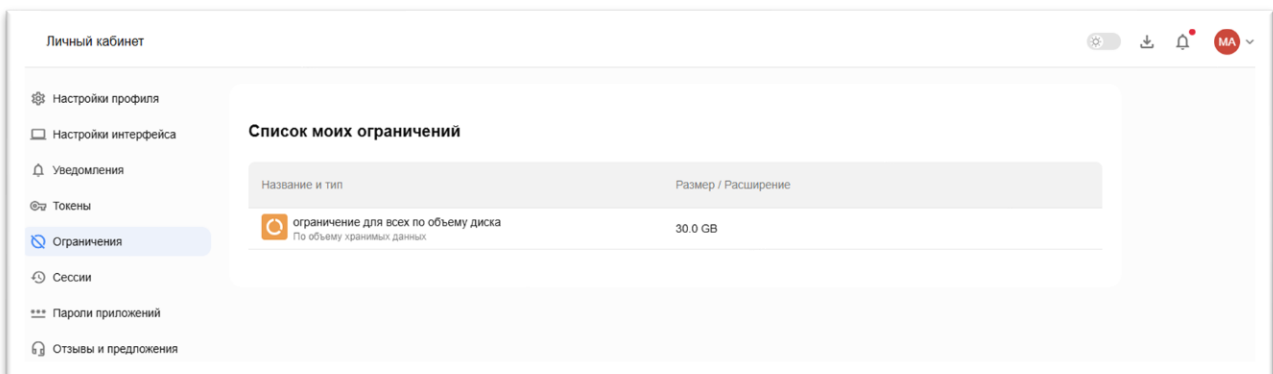 Личный кабинет
МА
Настройки профиля
Настройки интерфейса
Уведомления
Токены
Ограничения
Сессии
Пароли приложений
Отзывы и предложения
Список моих ограничений
Название и тип
Размер / Расширение
ограничение для всех по объему диска
По объему хранимых данных
30.0 GB